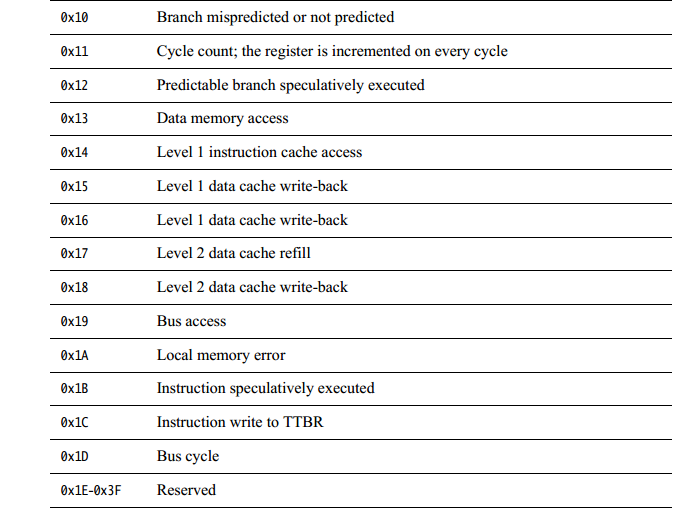 0x10 Branch mispredicted or not predicted
0x11 Cycle count; the register is incremented on every cycle
0x12 Predictable branch speculatively executed
0x13 Data memory access
0x14 Level 1 instruction cache access
0x15 Level 1 data cache write-back
0x16 Level 1 data cache write-back
0x17 Level 2 data cache refill
0x18 Level 2 data cache write-back
0x19 Bus access
0x1A Local memory error
0x1B Instruction speculatively executed
0x1C Instruction write to TTBR
0x1D Bus cycle
0x1E-0x3F Reserved